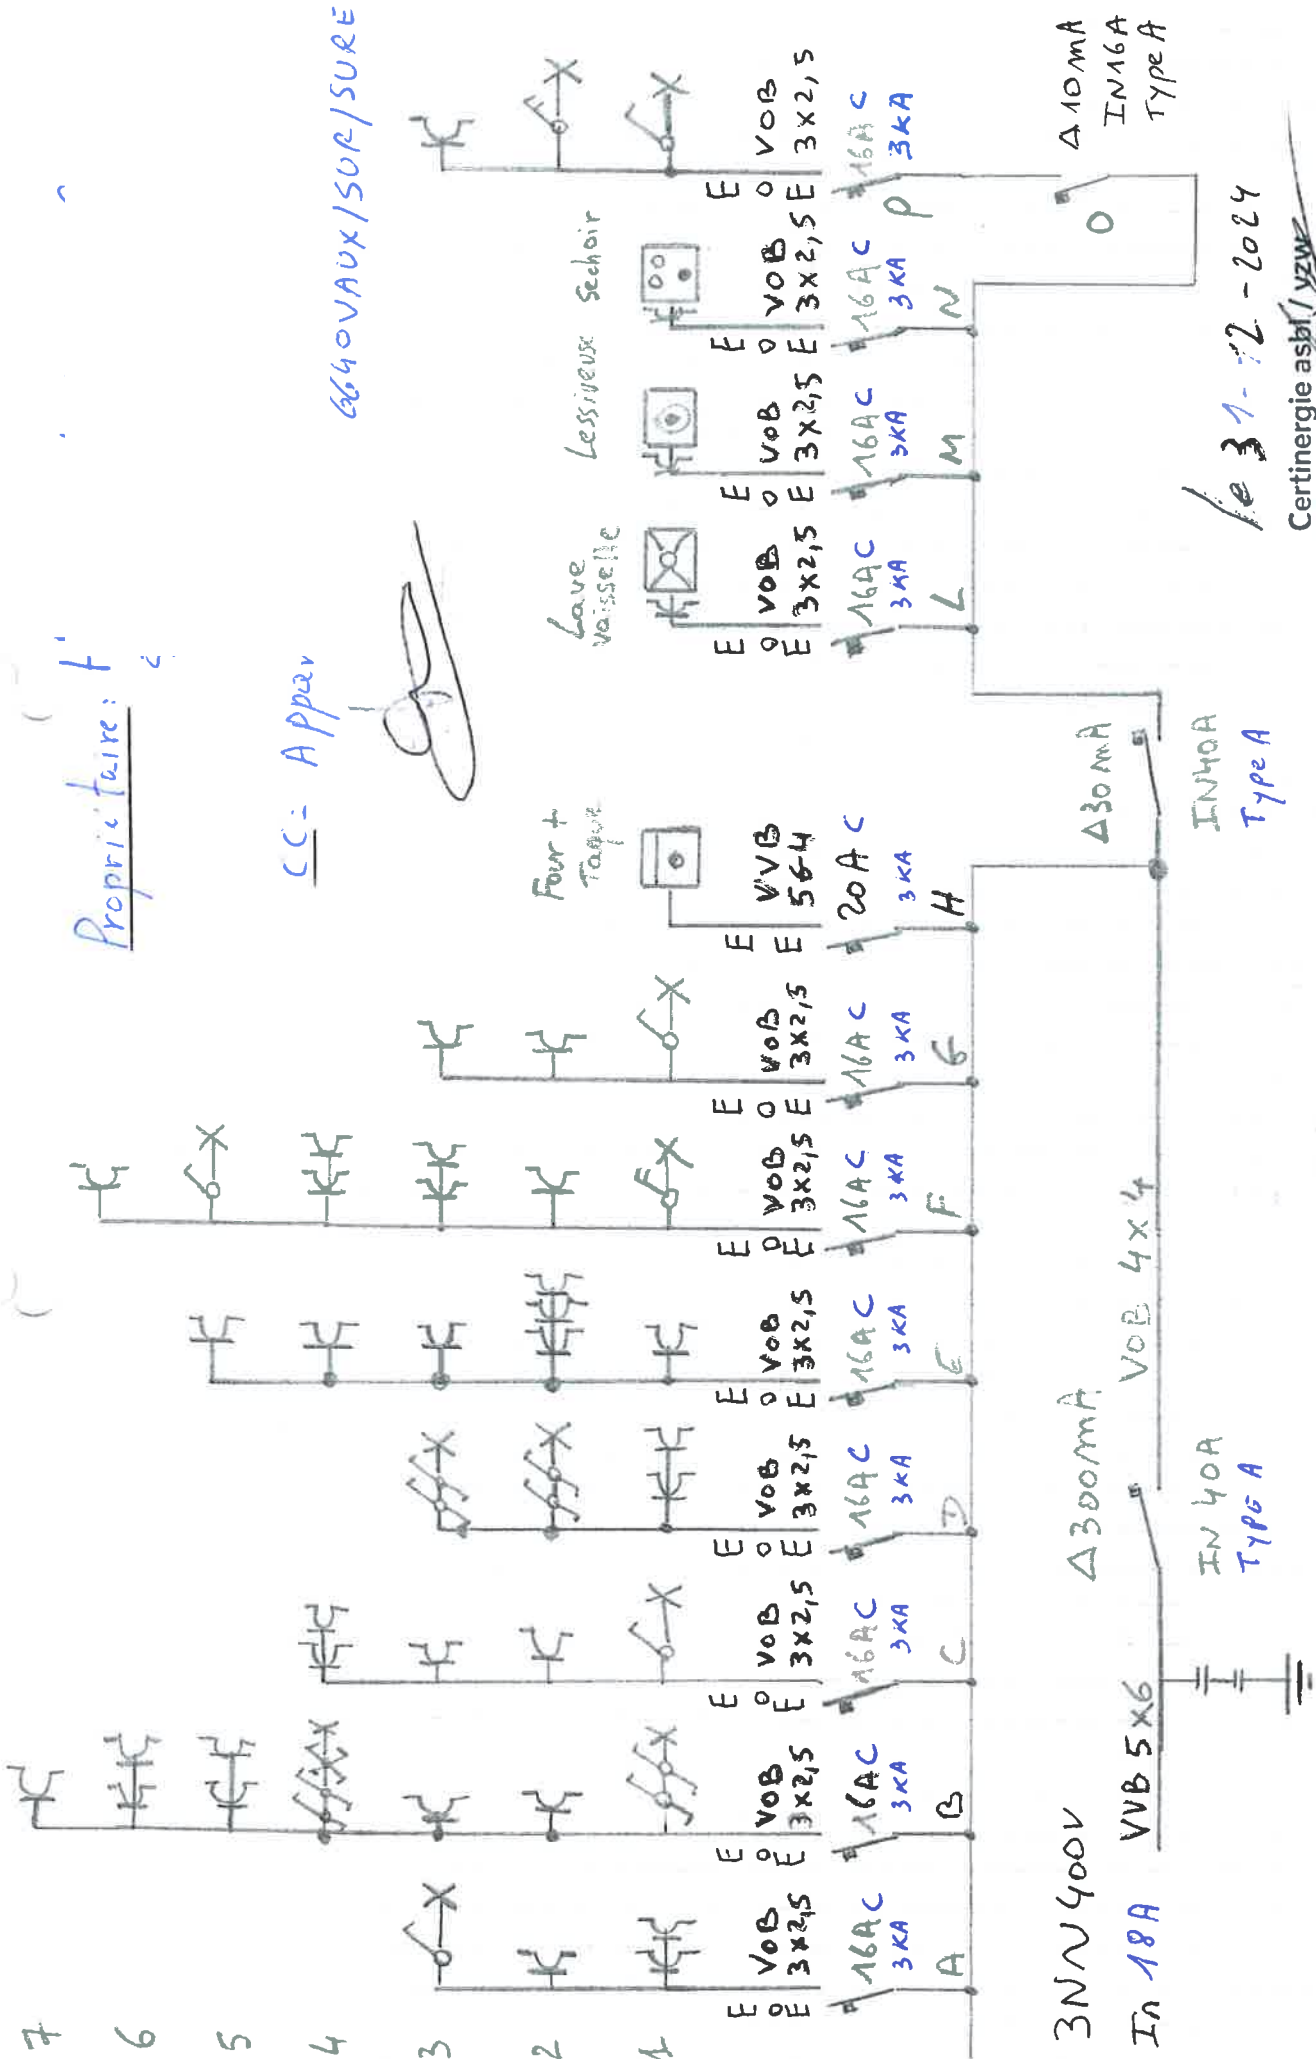 Propriétaire:
CC= Appar
6640 VAUX/SUR/SURE
7
6
5
4
3
2
1
Four +
Taque
Lave
vaisselle
Lessiveuse
Sechoir
E
o
E
VOB
3x2,5
16A C
3KA
A
E
o
E
VOB
3x2,5
16A C
3KA
B
E
o
E
VOB
3x2,5
16A C
3KA
C
E
o
E
VOB
3x2,5
16A C
3KA
D
E
o
E
VOB
3x2,5
16A C
3KA
E
E
o
E
VOB
3x2,5
16A C
3KA
F
E
o
E
VOB
3x2,5
16A C
3KA
G
E
E
VVB
5G4
20A C
3KA
H
E
o
E
VOB
3x2,5
16A C
3KA
L
E
o
E
VOB
3x2,5
16A C
3KA
M
E
o
E
VOB
3x2,5
16A C
3KA
N
E
o
E
VOB
3x2,5
16A C
3KA
P
O
Δ10mA
IN16A
Type A
3N~400V
In 18A
VVB 5x6
Δ300mA
IN 40A
Type A
VOB 4x4
Δ30mA
IN40A
Type A
le 31-12-2024
Certinergie asbl / vzw